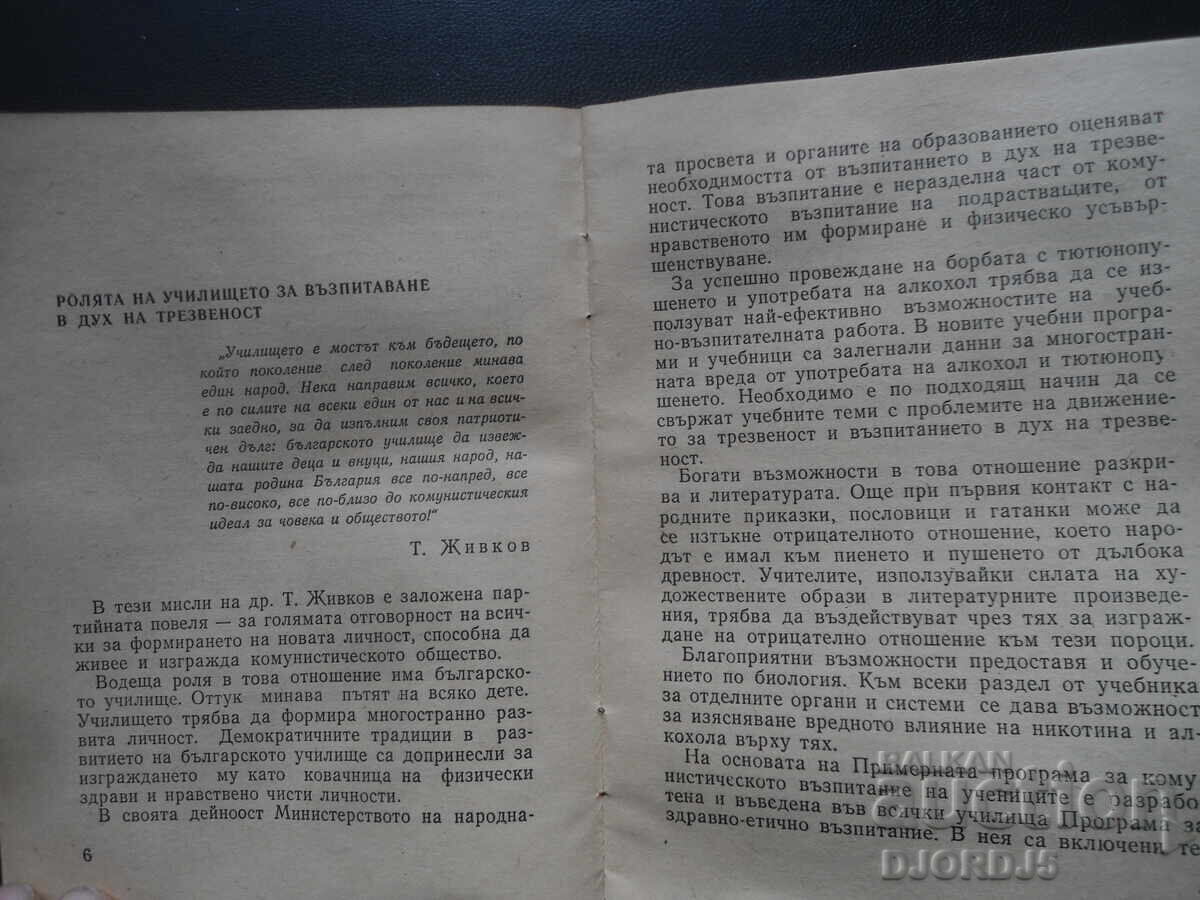 РОЛЯТА НА УЧИЛИЩЕТО ЗА ВЪЗПИТАВАНЕ
В ДУХ НА ТРЕЗВЕНОСТ
„Училището е мостът към бъдещето, по
който поколение след поколение минава
един народ. Нека направим всичко, което
е по силите на всеки един от нас и на всич-
ки заедно, за да изпълним своя патриоти-
чен дълг: българското училище да извеж-
да нашите деца и внуци, нашия народ, на-
шата родина България все по-напред, все
по-високо, все по-близо до комунистическия
идеал за човека и обществото!“
Т. Живков
В тези мисли на др. Т. Живков е заложена пар-
тийната повеля — за голямата отговорност на всич-
ки за формирането на новата личност, способна да
живее и изгражда комунистическото общество.
Водеща роля в това отношение има българско-
то училище. Оттук минава пътят на всяко дете.
Училището трябва да формира многостранно раз-
вита личност. Демократичните традиции в раз-
витието на българското училище са допринесли за
изграждането му като ковачница на физически
здрави и нравствено чисти личности.
В своята дейност Министерството на народна-
6
та просвета и органите на образованието оценяват
необходимостта от възпитанието в дух на трезве-
ност. Това възпитание е неразделна част от кому-
нистическото възпитание на подрастващите, от
нравственото им формиране и физическо усъвър-
шенствуване.
За успешно провеждане на борбата с тютюнопу-
шенето и употребата на алкохол трябва да се из-
ползуват най-ефективно възможностите на учеб-
но-възпитателната работа. В новите учебни програ-
ми и учебници са залегнали данни за многостран-
ната вреда от употребата на алкохол и тютюнопу
шенето. Необходимо е по подходящ начин да се
свържат учебните теми с проблемите на движение-
то за трезвеност и възпитанието в дух на трезве-
ност.
Богати възможности в това отношение разкри-
ва и литературата. Още при първия контакт с на-
родните приказки, пословици и гатанки може да
се изтъкне отрицателното отношение, което наро-
дът е имал към пиенето и пушенето от дълбока
древност. Учителите, използувайки силата на ху-
дожествените образи в литературните произведе-
ния, трябва да въздействуват чрез тях за изграж-
дане на отрицателно отношение към тези пороци.
Благоприятни възможности предоставя и обуче-
нието по биология. Към всеки раздел от учебника
за отделните органи и системи се дава възможност
за изясняване вредното влияние на никотина и ал-
кохола върху тях.
На основата на Примерната програма за кому
нистическото възпитание на учениците е разрабо
тена и въведена във всички училища Програма за
здравно-етично възпитание. В нея са включени те
BALKAN
auction
DJORDJ5